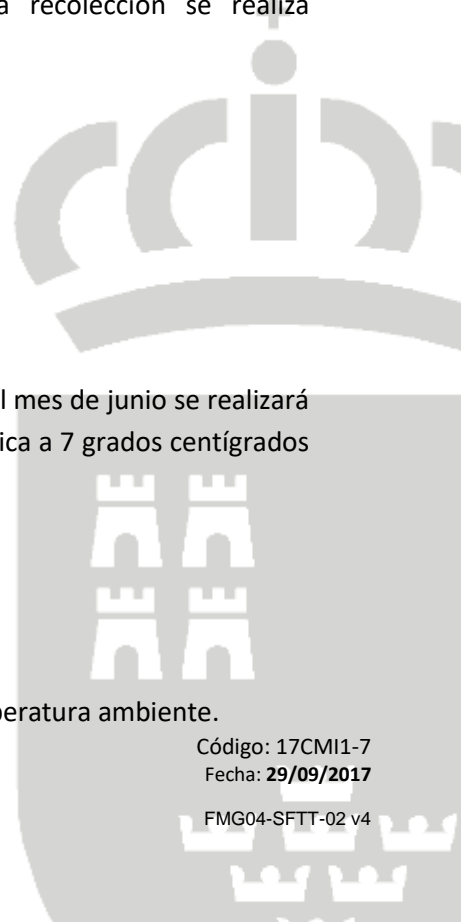 recolección se realiza
l mes de junio se realizará
ica a 7 grados centígrados
peratura ambiente.
Código: 17CMI1-7
Fecha: 29/09/2017
FMG04-SFTT-02 v4